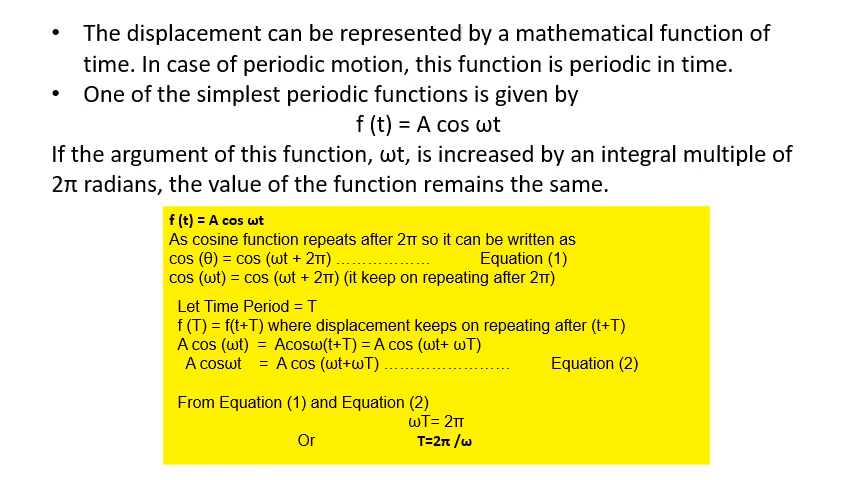 • The displacement can be represented by a mathematical function of
time. In case of periodic motion, this function is periodic in time.
• One of the simplest periodic functions is given by
f (t) = A cos ωt
If the argument of this function, ωt, is increased by an integral multiple of
2π radians, the value of the function remains the same.
f (t) = A cos ωt
As cosine function repeats after 2π so it can be written as
cos (θ) = cos (ωt + 2π) ……………… Equation (1)
cos (ωt) = cos (ωt + 2π) (it keep on repeating after 2π)
Let Time Period = T
f (T) = f(t+T) where displacement keeps on repeating after (t+T)
A cos (ωt) = Acosω(t+T) = A cos (ωt+ ωT)
A cosωt = A cos (ωt+ωT) …………………… Equation (2)
From Equation (1) and Equation (2)
ωT= 2π
Or T=2π /ω